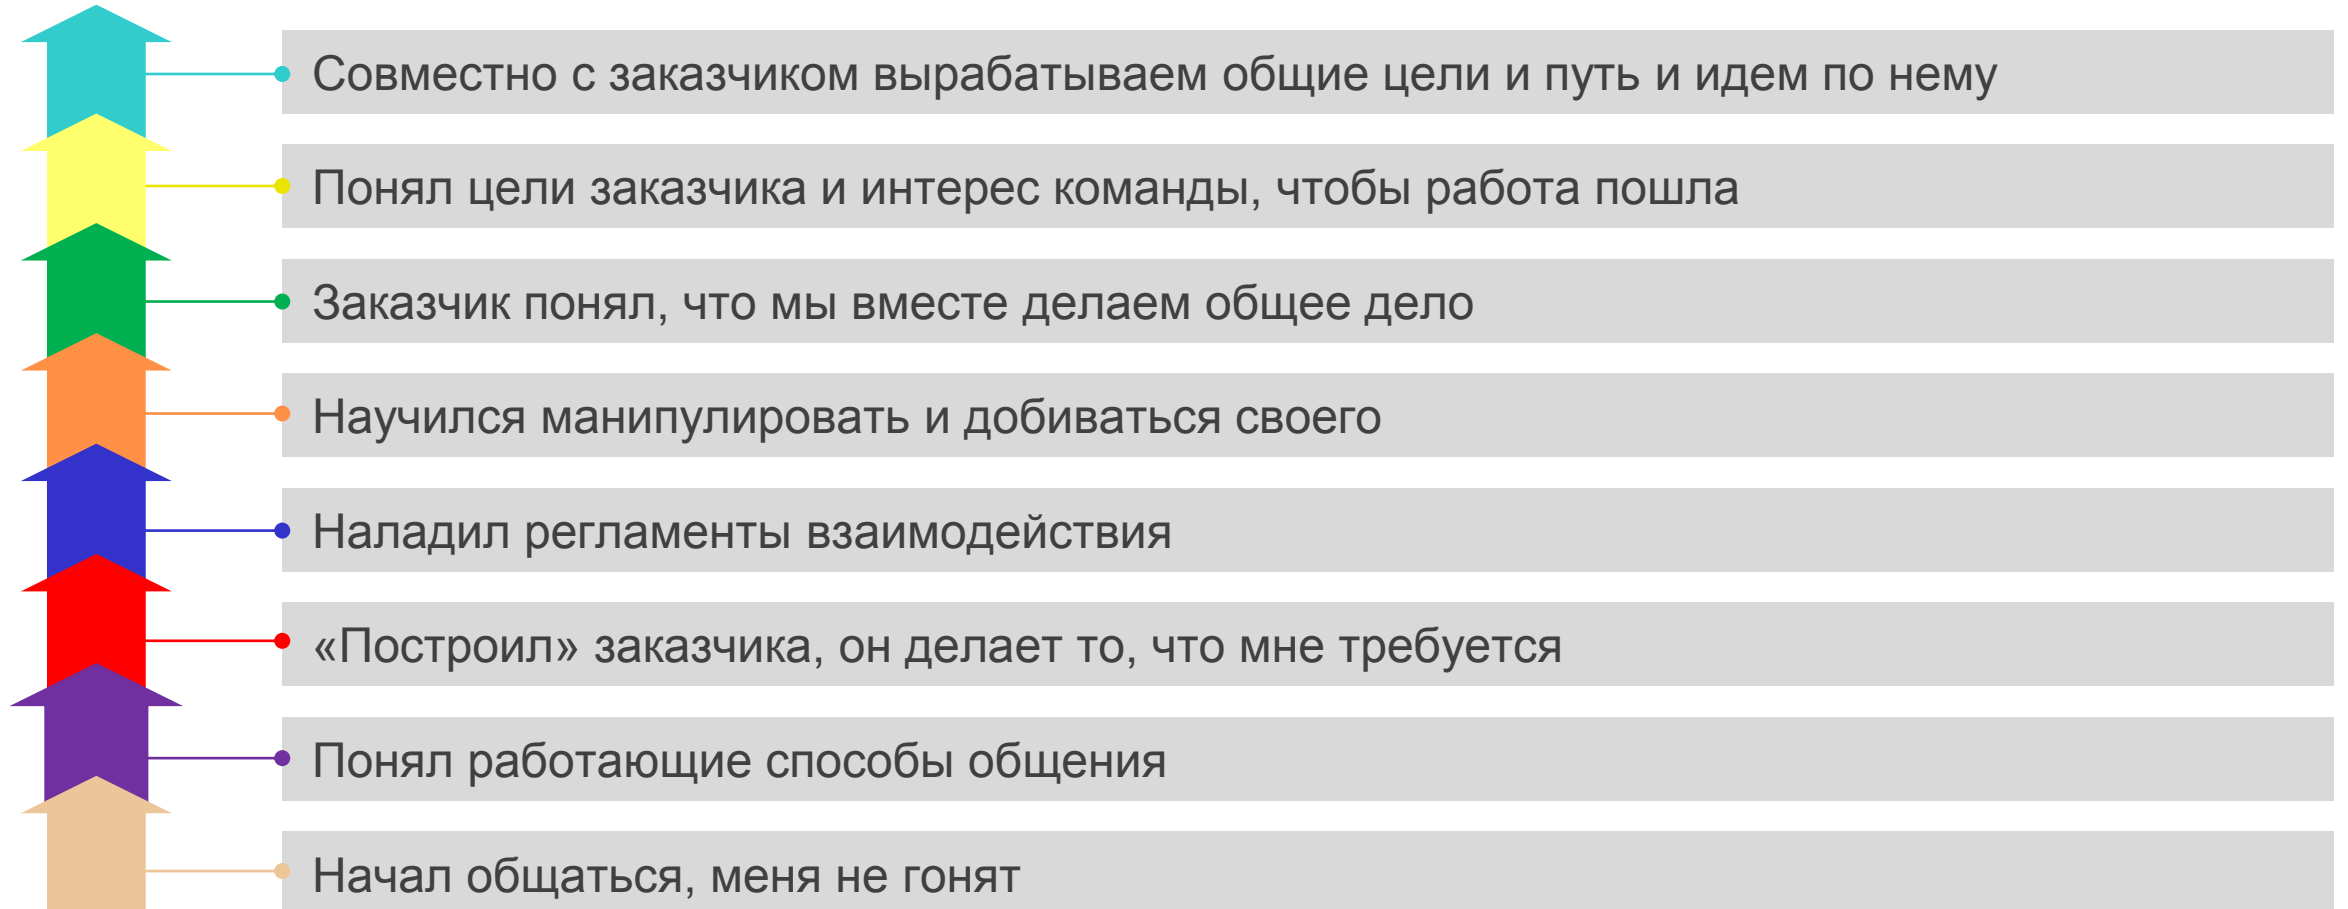 Совместно с заказчиком вырабатываем общие цели и путь и идем по нему
Понял цели заказчика и интерес команды, чтобы работа пошла
Заказчик понял, что мы вместе делаем общее дело
Научился манипулировать и добиваться своего
Наладил регламенты взаимодействия
«Построил» заказчика, он делает то, что мне требуется
Понял работающие способы общения
Начал общаться, меня не гонят